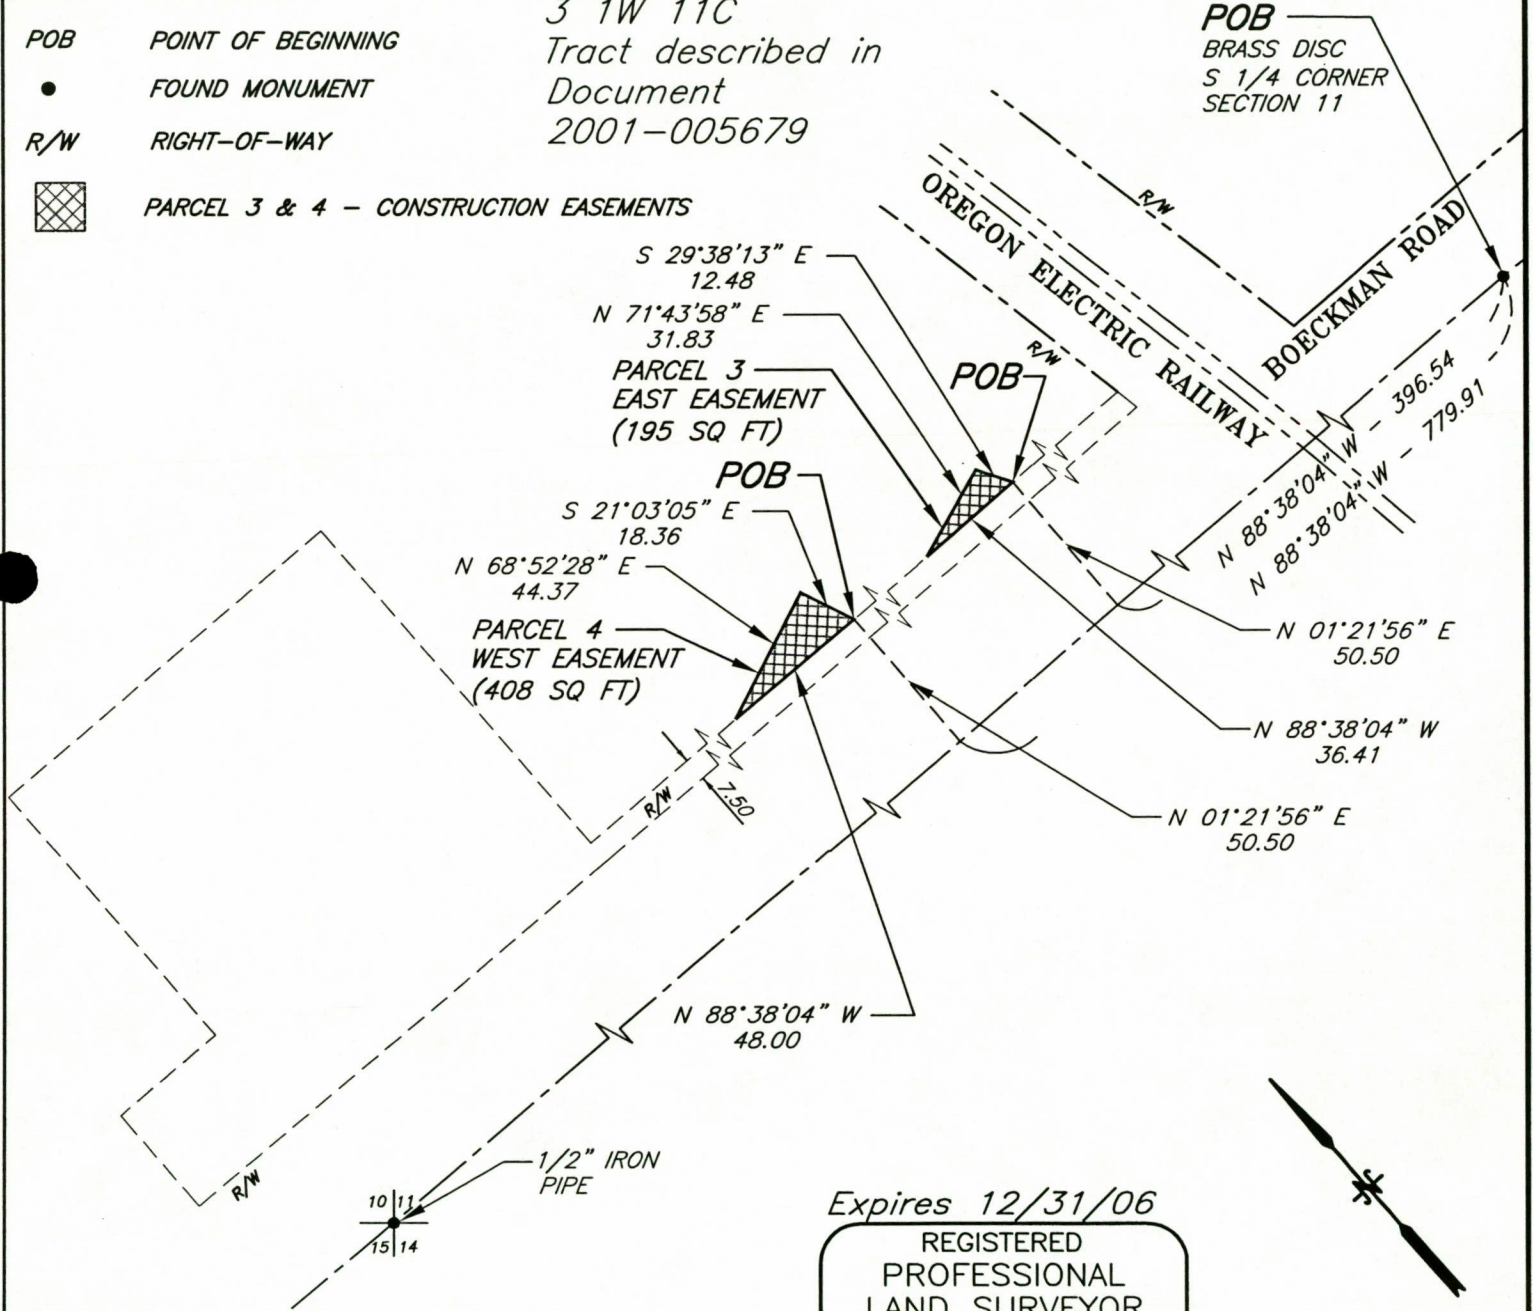 POB POINT OF BEGINNING
● FOUND MONUMENT
R/W RIGHT-OF-WAY
PARCEL 3 & 4 - CONSTRUCTION EASEMENTS
3 1W 11C
Tract described in
Document
2001-005679
POB
BRASS DISC
S 1/4 CORNER
SECTION 11
R/W
OREGON ELECTRIC RAILWAY
BOECKMAN ROAD
R/W
396.54
779.91
N 88°38'04" W
N 88°38'04" W
S 29°38'13" E
12.48
N 71°43'58" E
31.83
PARCEL 3
EAST EASEMENT
(195 SQ FT)
POB
POB
S 21°03'05" E
18.36
N 68°52'28" E
44.37
PARCEL 4
WEST EASEMENT
(408 SQ FT)
N 01°21'56" E
50.50
N 88°38'04" W
36.41
N 01°21'56" E
50.50
R/W
7.50
N 88°38'04" W
48.00
R/W
1/2" IRON
PIPE
10 11
15 14
N
Expires 12/31/06
REGISTERED
PROFESSIONAL
LAND SURVEYOR